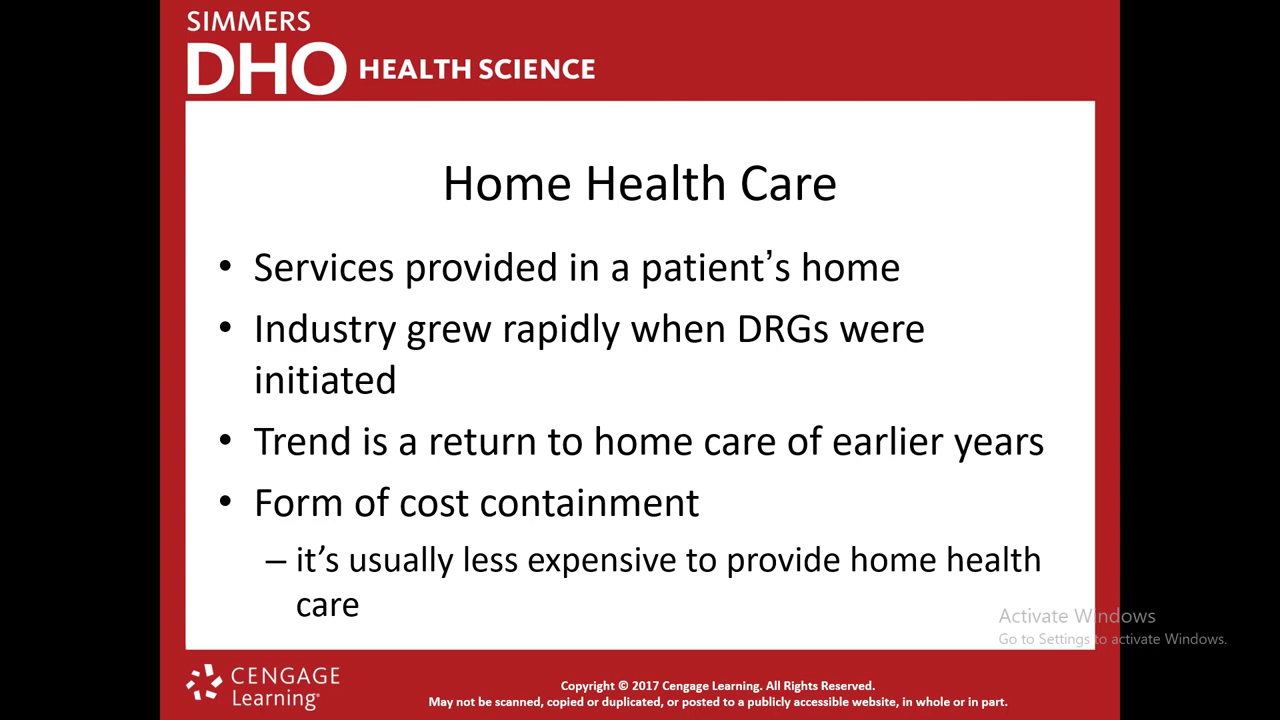 SIMMERS
DHO HEALTH SCIENCE
Home Health Care
• Services provided in a patient’s home
• Industry grew rapidly when DRGs were
initiated
• Trend is a return to home care of earlier years
• Form of cost containment
– it’s usually less expensive to provide home health
care
Activate Windows
Go to Settings to activate Windows.
CENGAGE
Learning®
Copyright © 2017 Cengage Learning. All Rights Reserved.
May not be scanned, copied or duplicated, or posted to a publicly accessible website, in whole or in part.